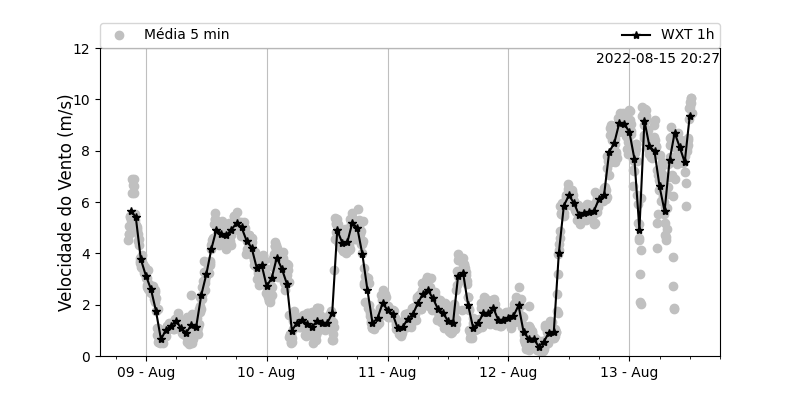 Média 5 min
WXT 1h
2022-08-15 20:27
Velocidade do Vento (m/s)
12
10
8
6
4
2
0
09 - Aug
10 - Aug
11 - Aug
12 - Aug
13 - Aug